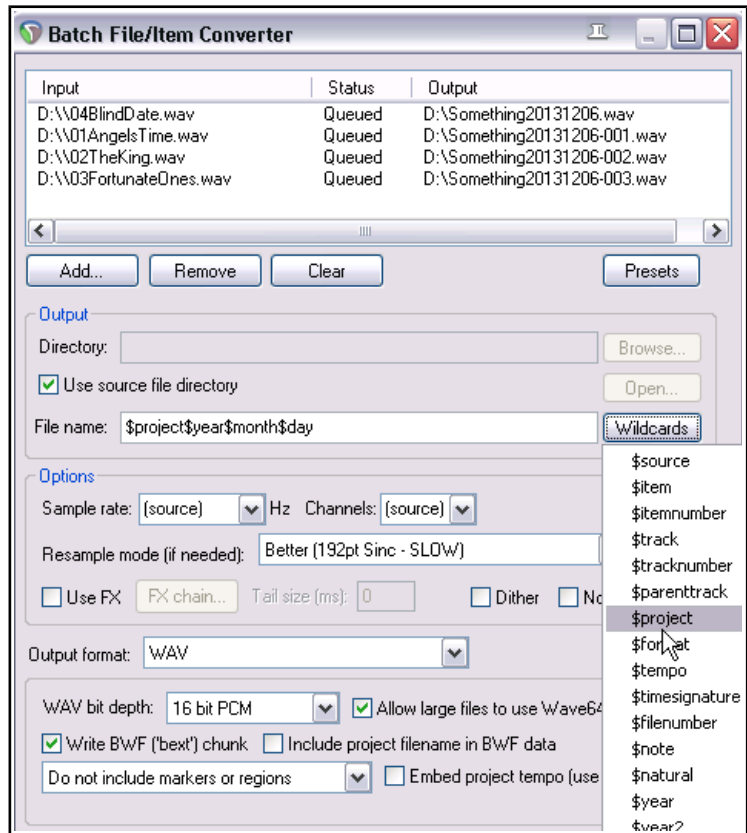 Batch File/Item Converter
Input Status Output
D:\\04BlindDate.wav Queued D:\Something20131206.wav
D:\\01AngelsTime.wav Queued D:\Something20131206-001.wav
D:\\02TheKing.wav Queued D:\Something20131206-002.wav
D:\\03FortunateOnes.wav Queued D:\Something20131206-003.wav
Add... Remove Clear Presets
Output
Directory: Browse...
Use source file directory Open...
File name: $project$year$month$day Wildcards
Options
Sample rate: (source) Hz Channels: (source)
Resample mode (if needed): Better (192pt Sinc - SLOW)
Use FX FX chain... Tail size (ms): 0 Dither
Output format: WAV
WAV bit depth: 16 bit PCM Allow large files to use Wave64
Write BWF ('bext') chunk Include project filename in BWF data
Do not include markers or regions Embed project tempo (use
$source
$item
$itemnumber
$track
$tracknumber
$parenttrack
$project
$format
$tempo
$timesignature
$filenumber
$note
$natural
$year
$year2